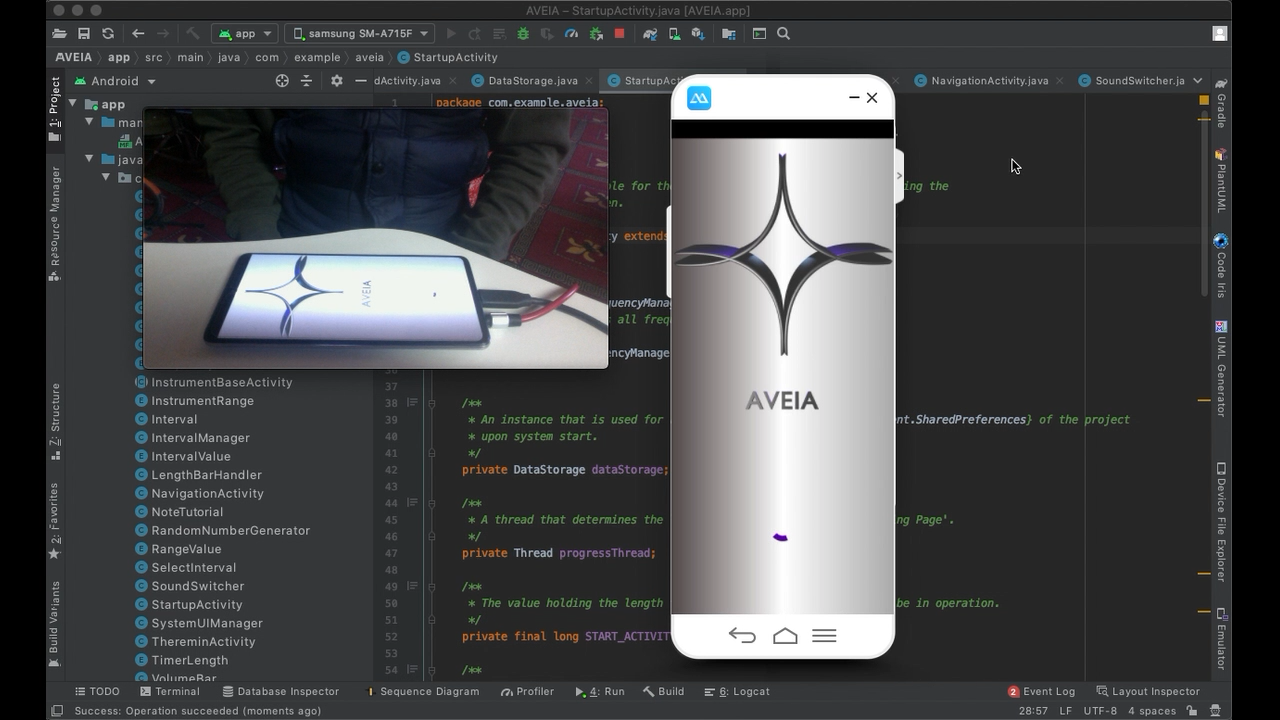 AVEIA – StartupActivity.java [AVEIA.app]
app
samsung SM-A715F
AVEIA
app
src
main
java
com
example
aveia
StartupActivity
Android
dActivity.java
DataStorage.java
StartupAct
NavigationActivity.java
SoundSwitcher.ja
1: Project
Resource Manager
7: Structure
2: Favorites
Build Variants
app
man
A
java
c
InstrumentBaseActivity
InstrumentRange
Interval
IntervalManager
IntervalValue
LengthBarHandler
NavigationActivity
NoteTutorial
RandomNumberGenerator
RangeValue
SelectInterval
SoundSwitcher
StartupActivity
SystemUIManager
ThereminActivity
TimerLength
VolumeBar
1 package com.example.aveia;
ble for the
ing the
en.
ty extends
quencyManag
s all freq
encyManage
37
38 /**
39 * An instance that is used for
nt.SharedPreferences} of the project
40 * upon system start.
41 */
42 private DataStorage dataStorage;
43
44 /**
45 * A thread that determines the
ng Page'.
46 */
47 private Thread progressThread;
48
49 /**
50 * The value holding the length
be in operation.
51 */
52 private final long START_ACTIVIT
54 /**
AVEIA
AVEIA
Gradle
PlantUML
Code Iris
UML Generator
Device File Explorer
Emulator
TODO
Terminal
Database Inspector
Sequence Diagram
Profiler
4: Run
Build
6: Logcat
2 Event Log
Layout Inspector
Success: Operation succeeded (moments ago)
28:57
LF
UTF-8
4 spaces